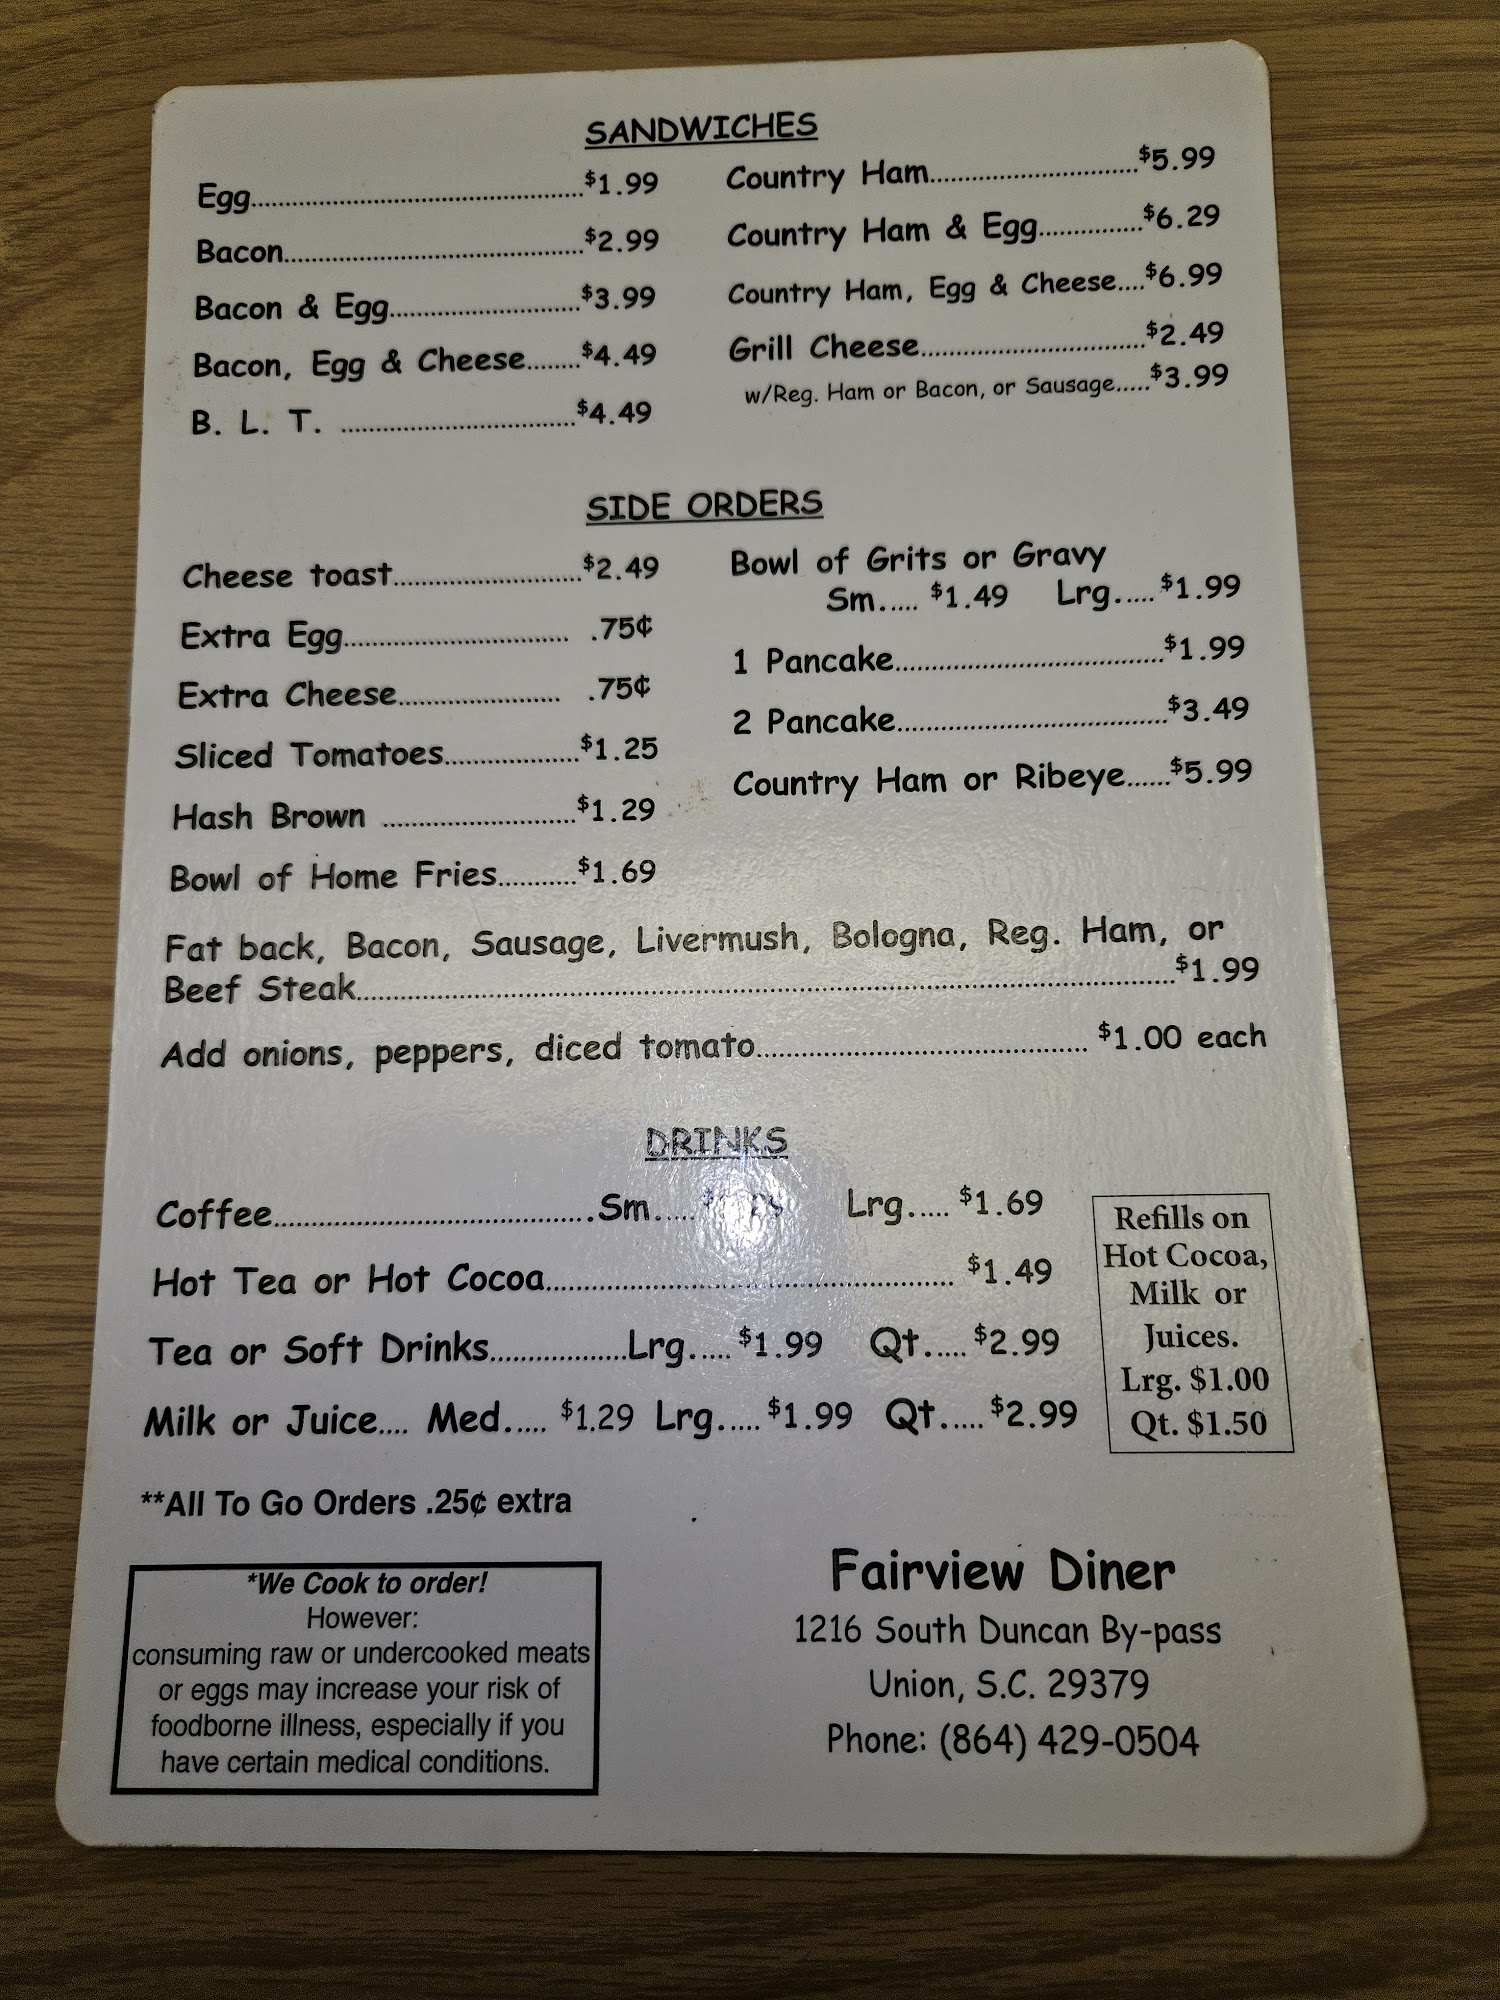 SANDWICHES
Egg................................................$1.99
Bacon...........................................$2.99
Bacon & Egg...........................$3.99
Bacon, Egg & Cheese........$4.49
B. L. T. .................................$4.49
Country Ham.............................$5.99
Country Ham & Egg...............$6.29
Country Ham, Egg & Cheese....$6.99
Grill Cheese................................$2.49
w/Reg. Ham or Bacon, or Sausage.....$3.99
SIDE ORDERS
Cheese toast..........................$2.49
Extra Egg................................ .75¢
Extra Cheese....................... .75¢
Sliced Tomatoes...................$1.25
Hash Brown ...........................$1.29
Bowl of Home Fries...........$1.69
Bowl of Grits or Gravy
Sm..... $1.49 Lrg.....$1.99
1 Pancake......................................$1.99
2 Pancake......................................$3.49
Country Ham or Ribeye......$5.99
Fat back, Bacon, Sausage, Livermush, Bologna, Reg. Ham, or
Beef Steak....................................................................................$1.99
Add onions, peppers, diced tomato............................................... $1.00 each
DRINKS
Coffee.............................................Sm..... Lrg..... $1.69
Hot Tea or Hot Cocoa......................................................... $1.49
Tea or Soft Drinks...................Lrg.....$1.99 Qt..... $2.99
Milk or Juice.... Med..... $1.29 Lrg.....$1.99 Qt.....$2.99
Refills on
Hot Cocoa,
Milk or
Juices.
Lrg. $1.00
Qt. $1.50
**All To Go Orders .25¢ extra
*We Cook to order!
However:
consuming raw or undercooked meats
or eggs may increase your risk of
foodborne illness, especially if you
have certain medical conditions.
Fairview Diner
1216 South Duncan By-pass
Union, S.C. 29379
Phone: (864) 429-0504